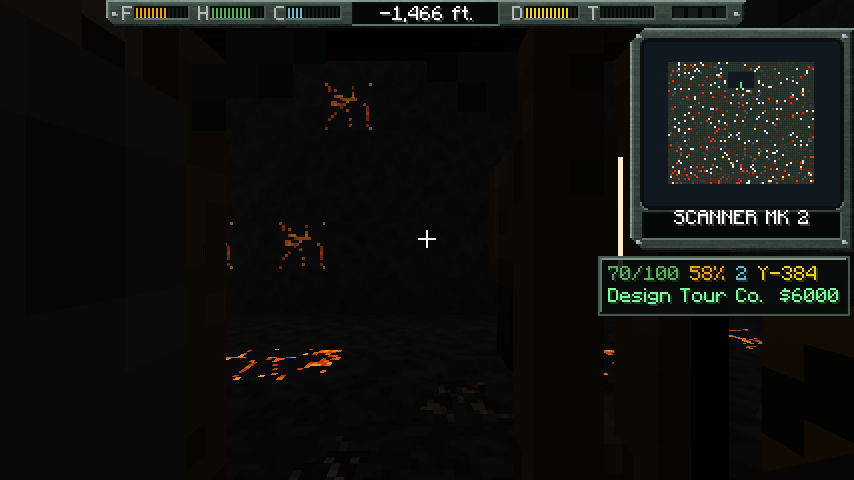 F H C -1,466 ft. D T
SCANNER MK 2
70/100 58% 2 Y-384
Design Tour Co. $6000